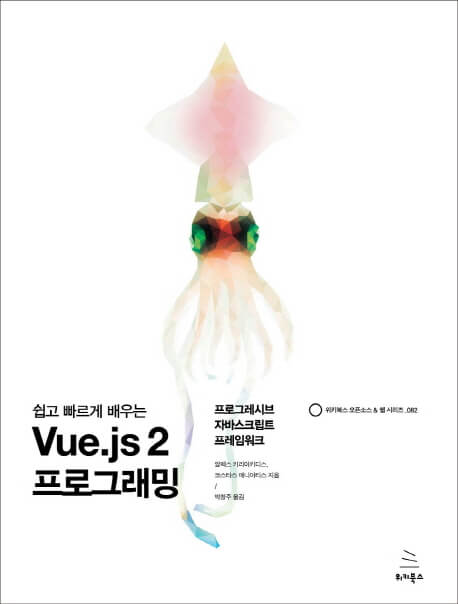 쉽고 빠르게 배우는
Vue.js 2
프로그래밍
프로그레시브
자바스크립트
프레임워크
알렉스 키리아키디스,
코스타스 매니아티스 지음
/
박정주 옮김
위키북스 오픈소스 & 웹 시리즈_082
위키북스